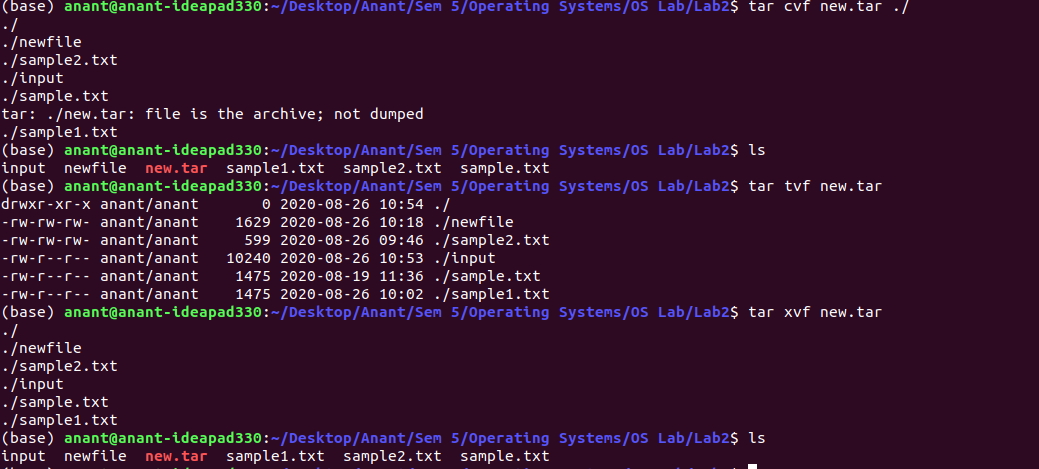 (base) anant@anant-ideapad330:~/Desktop/Anant/Sem 5/Operating Systems/OS Lab/Lab2$ tar cvf new.tar ./
./
./newfile
./sample2.txt
./input
./sample.txt
tar: ./new.tar: file is the archive; not dumped
./sample1.txt
(base) anant@anant-ideapad330:~/Desktop/Anant/Sem 5/Operating Systems/OS Lab/Lab2$ ls
input  newfile  new.tar  sample1.txt  sample2.txt  sample.txt
(base) anant@anant-ideapad330:~/Desktop/Anant/Sem 5/Operating Systems/OS Lab/Lab2$ tar tvf new.tar
drwxr-xr-x anant/anant       0 2020-08-26 10:54 ./
-rw-rw-rw- anant/anant    1629 2020-08-26 10:18 ./newfile
-rw-rw-rw- anant/anant     599 2020-08-26 09:46 ./sample2.txt
-rw-r--r-- anant/anant   10240 2020-08-26 10:53 ./input
-rw-r--r-- anant/anant    1475 2020-08-19 11:36 ./sample.txt
-rw-r--r-- anant/anant    1475 2020-08-26 10:02 ./sample1.txt
(base) anant@anant-ideapad330:~/Desktop/Anant/Sem 5/Operating Systems/OS Lab/Lab2$ tar xvf new.tar
./
./newfile
./sample2.txt
./input
./sample.txt
./sample1.txt
(base) anant@anant-ideapad330:~/Desktop/Anant/Sem 5/Operating Systems/OS Lab/Lab2$ ls
input  newfile  new.tar  sample1.txt  sample2.txt  sample.txt